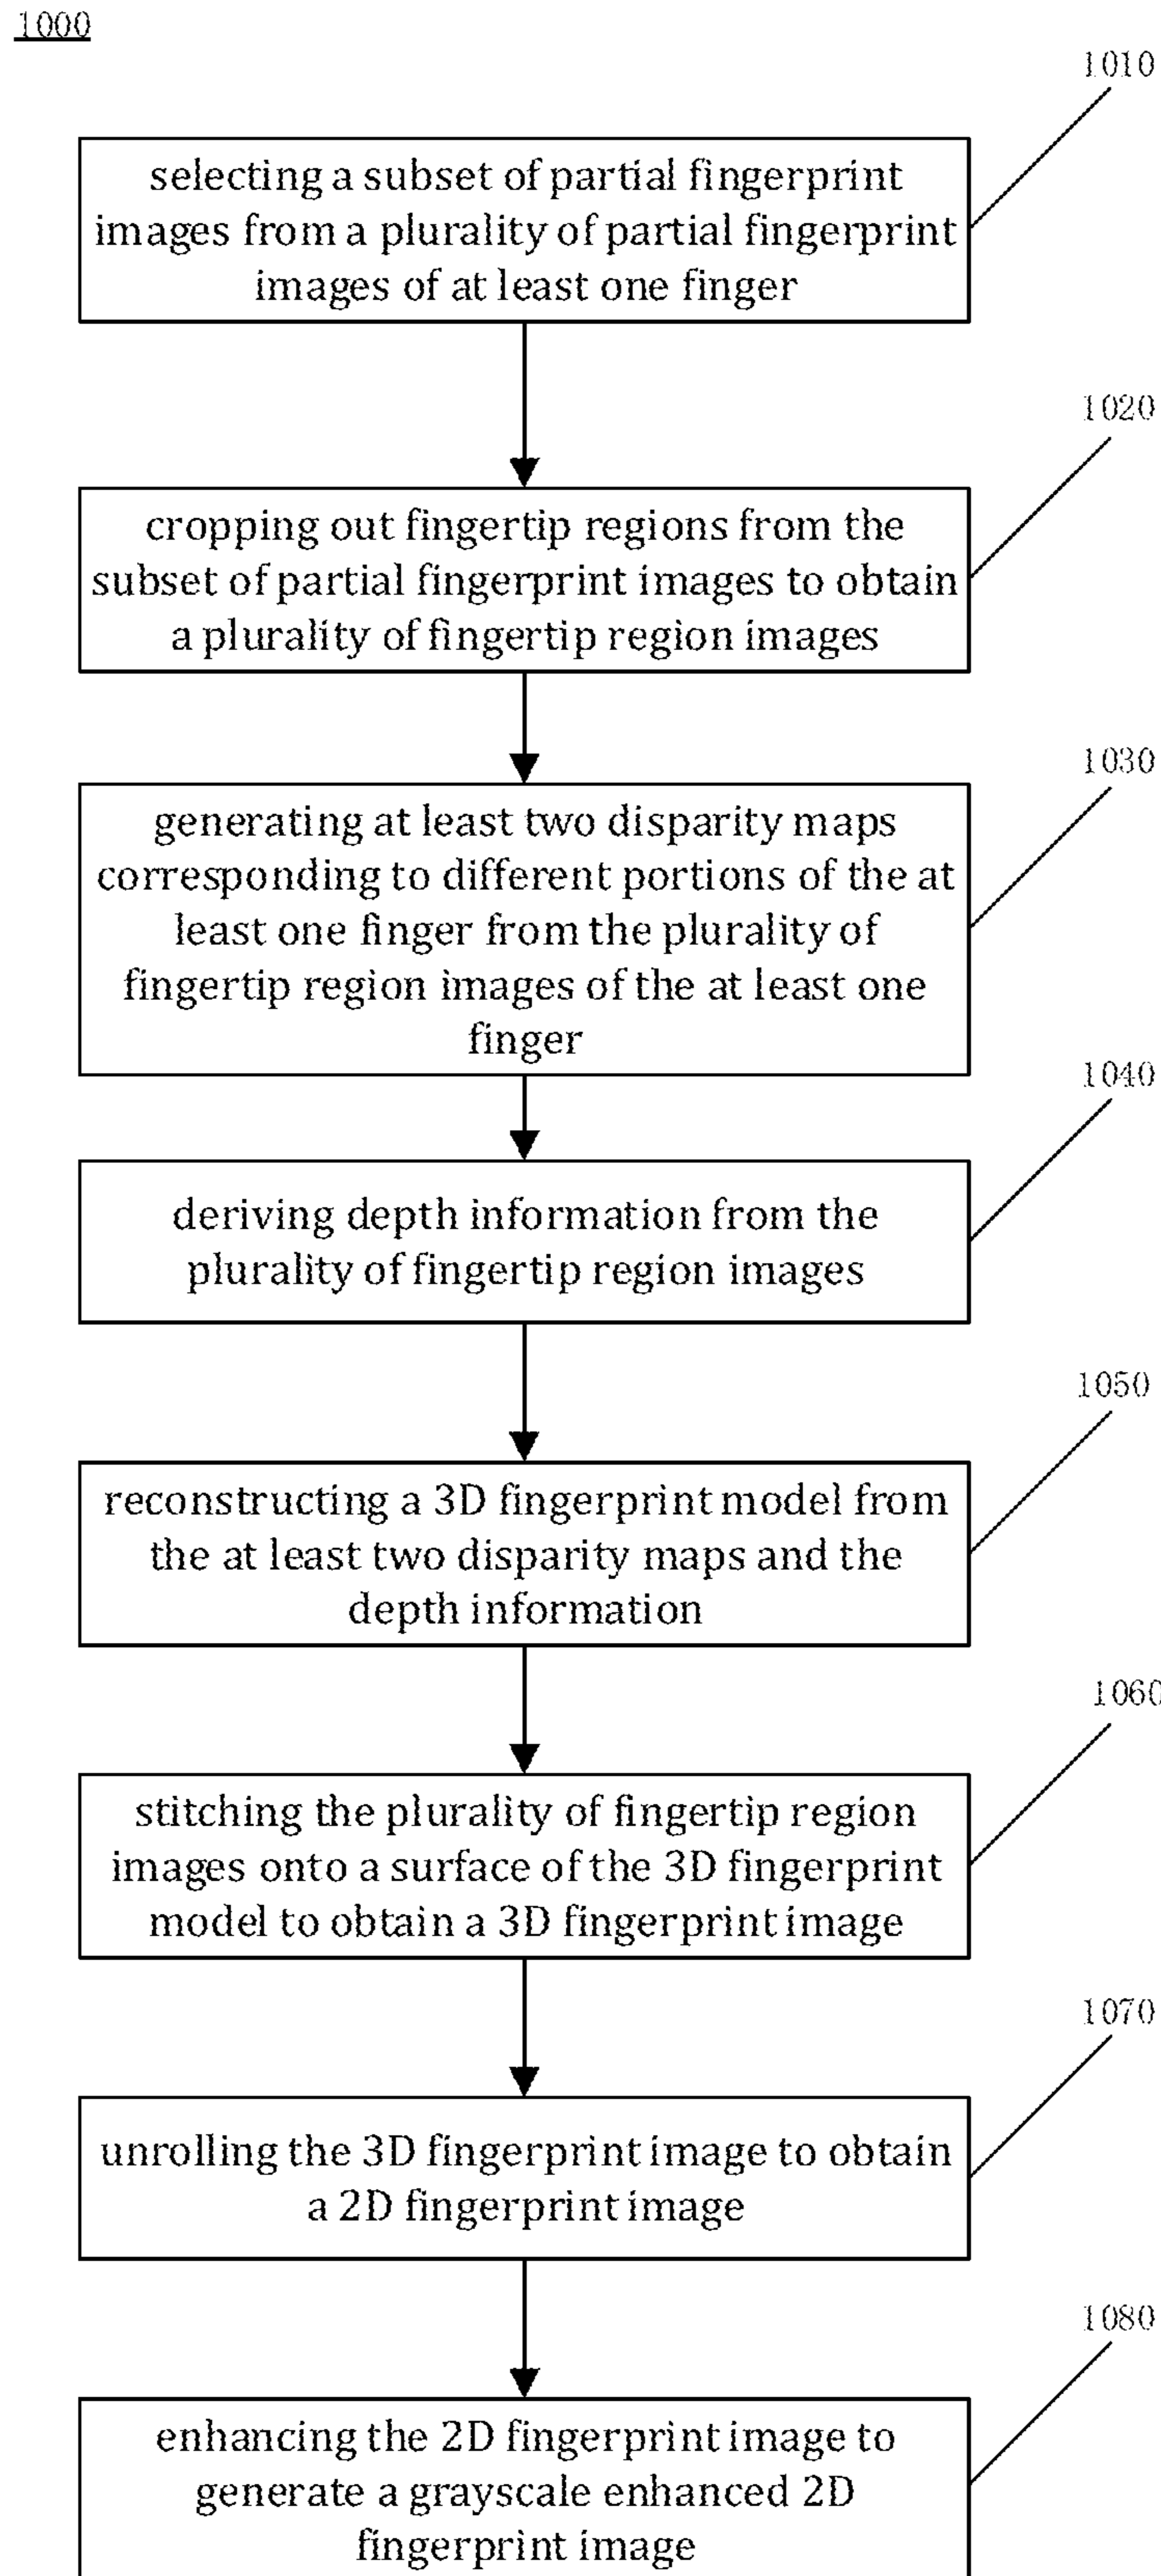 1000
1010
selecting a subset of partial fingerprint
images from a plurality of partial fingerprint
images of at least one finger
1020
cropping out fingertip regions from the
subset of partial fingerprint images to obtain
a plurality of fingertip region images
1030
generating at least two disparity maps
corresponding to different portions of the at
least one finger from the plurality of
fingertip region images of the at least one
finger
1040
deriving depth information from the
plurality of fingertip region images
1050
reconstructing a 3D fingerprint model from
the at least two disparity maps and the
depth information
1060
stitching the plurality of fingertip region
images onto a surface of the 3D fingerprint
model to obtain a 3D fingerprint image
1070
unrolling the 3D fingerprint image to obtain
a 2D fingerprint image
1080
enhancing the 2D fingerprint image to
generate a grayscale enhanced 2D
fingerprint image